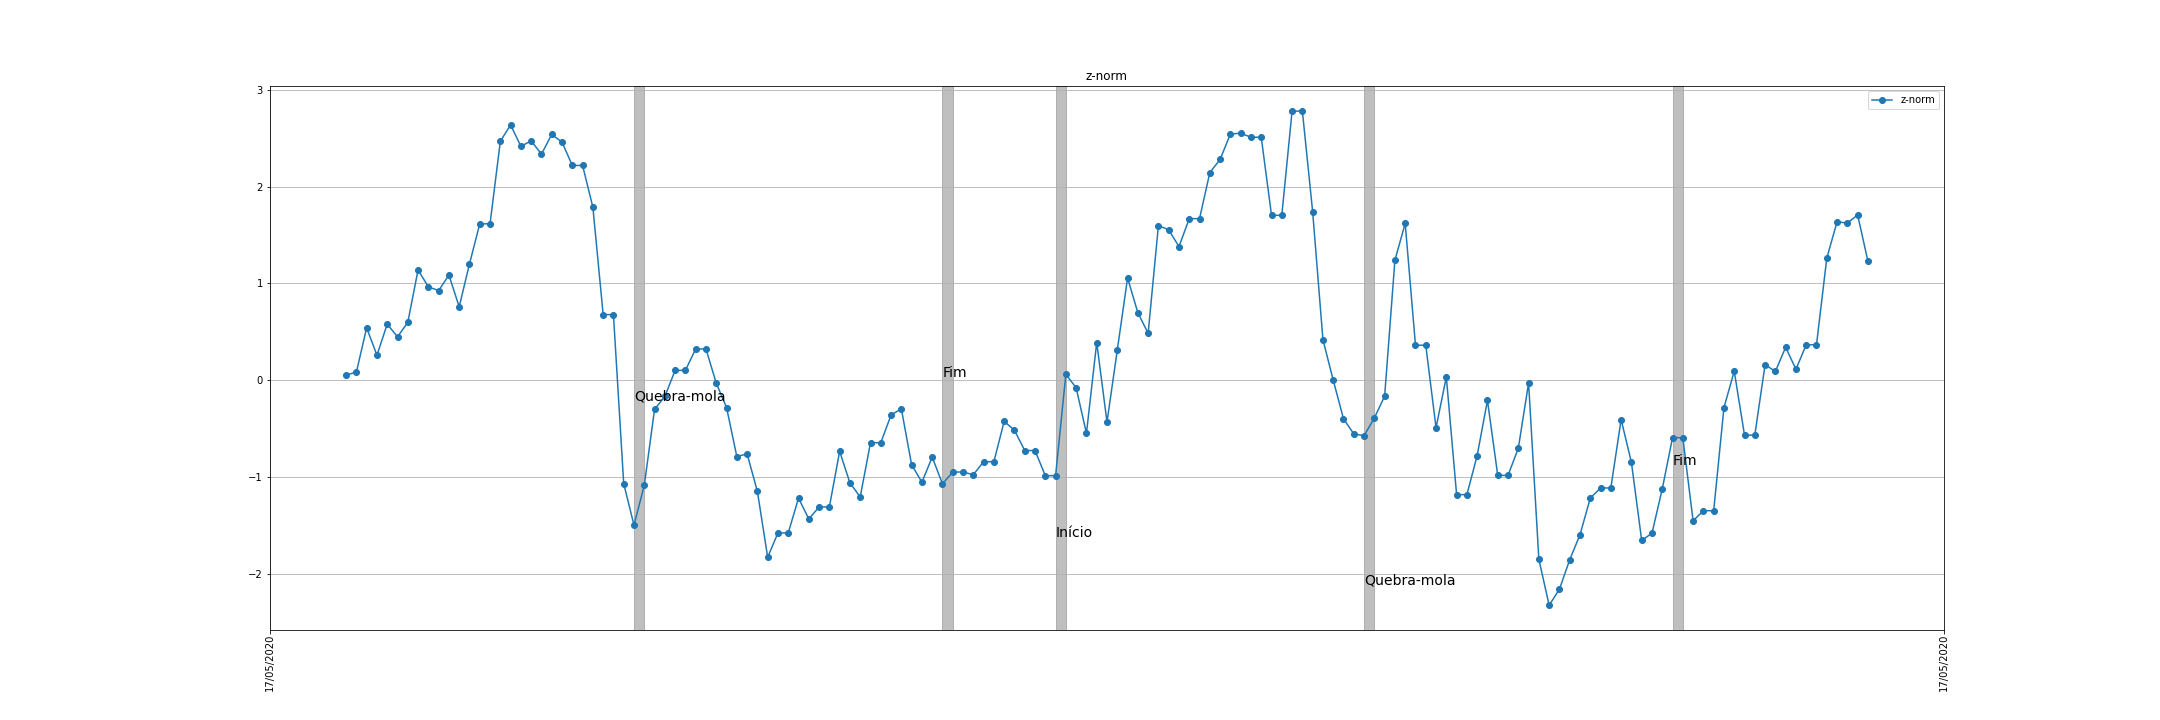 z-norm
z-norm
3
2
1
0
−1
−2
Quebra-mola
Fim
Início
Quebra-mola
Fim
17/05/2020
17/05/2020